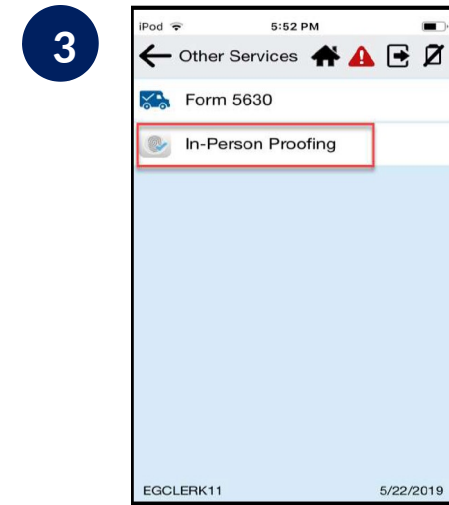 3
iPod 5:52 PM
Other Services
Form 5630
In-Person Proofing
EGCLERK11 5/22/2019